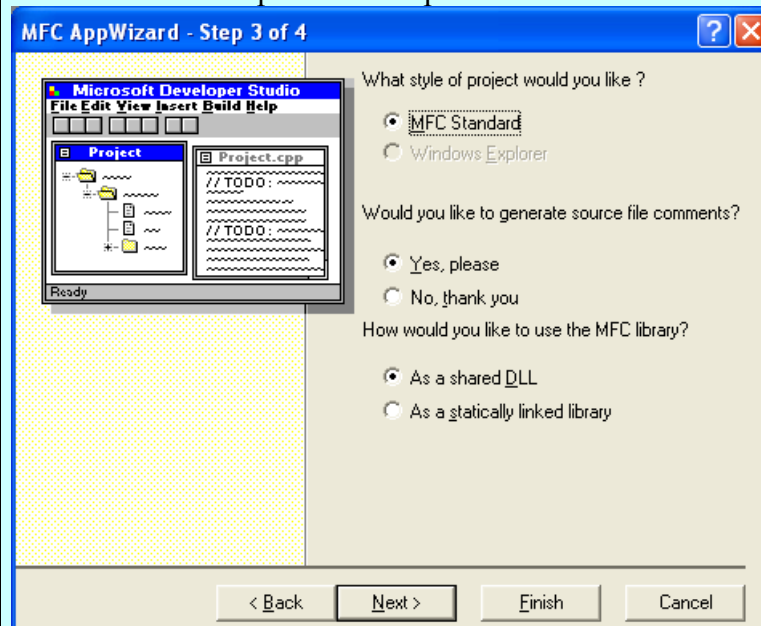 MFC AppWizard - Step 3 of 4
Microsoft Developer Studio
File Edit View Insert Build Help
Project
Project.cpp
//TODO:
//TODO:
Ready
What style of project would you like ?
MFC Standard
Windows Explorer
Would you like to generate source file comments?
Yes, please
No, thank you
How would you like to use the MFC library?
As a shared DLL
As a statically linked library
< Back
Next >
Finish
Cancel